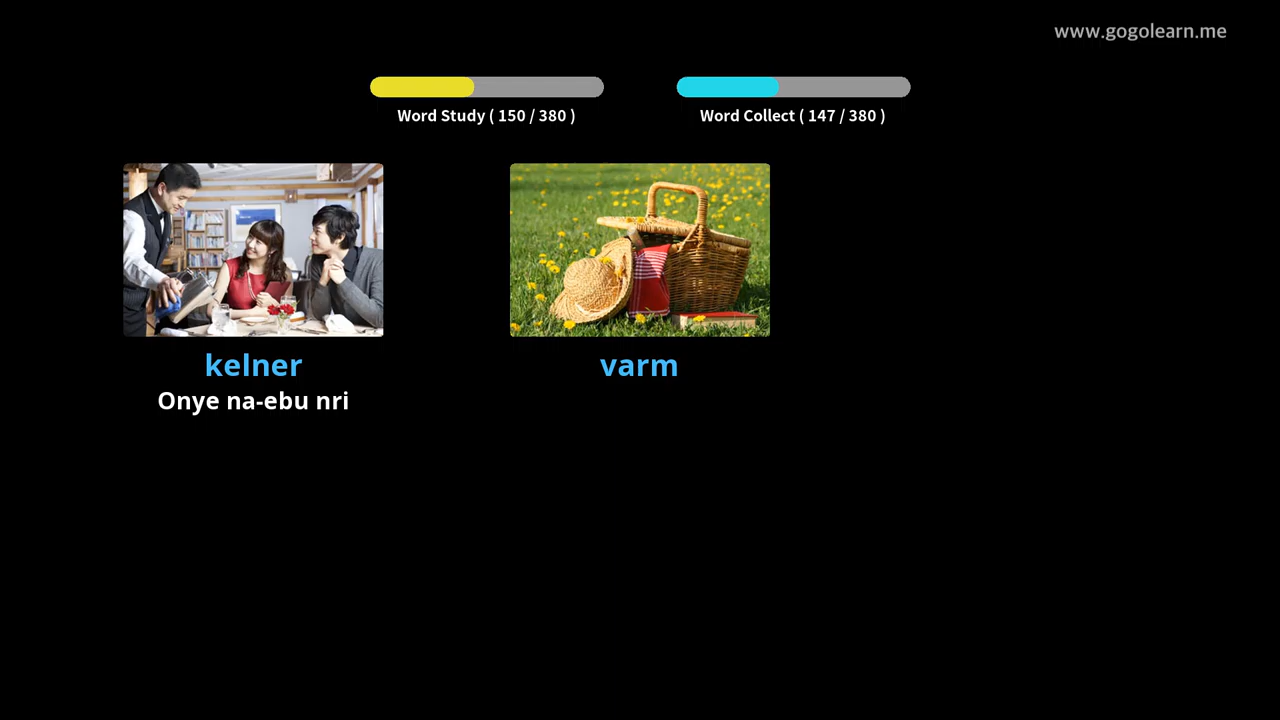 www.gogolearn.me
Word Study ( 150 / 380 )
Word Collect ( 147 / 380 )
kelner
Onye na-ebu nri
varm